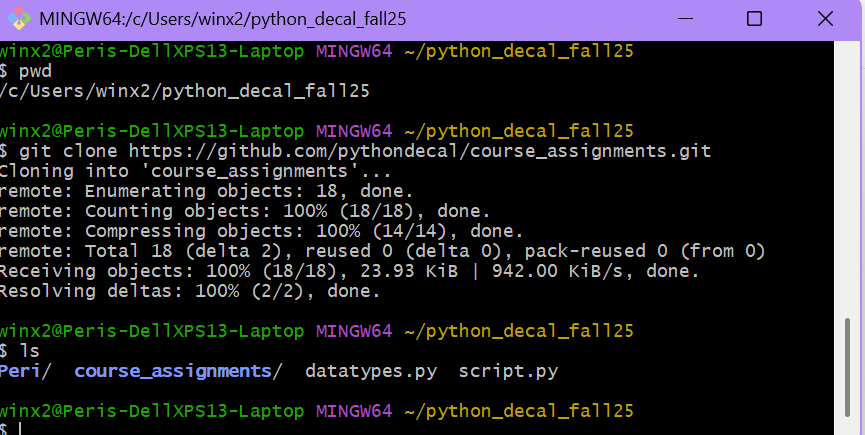 MINGW64:/c/Users/winx2/python_decal_fall25
winx2@Peris-DellXPS13-Laptop MINGW64 ~/python_decal_fall25
$ pwd
/c/Users/winx2/python_decal_fall25
winx2@Peris-DellXPS13-Laptop MINGW64 ~/python_decal_fall25
$ git clone https://github.com/pythondecal/course_assignments.git
Cloning into 'course_assignments'...
remote: Enumerating objects: 18, done.
remote: Counting objects: 100% (18/18), done.
remote: Compressing objects: 100% (14/14), done.
remote: Total 18 (delta 2), reused 0 (delta 0), pack-reused 0 (from 0)
Receiving objects: 100% (18/18), 23.93 KiB | 942.00 KiB/s, done.
Resolving deltas: 100% (2/2), done.
winx2@Peris-DellXPS13-Laptop MINGW64 ~/python_decal_fall25
$ ls
Peri/  course_assignments/  datatypes.py  script.py
winx2@Peris-DellXPS13-Laptop MINGW64 ~/python_decal_fall25
$